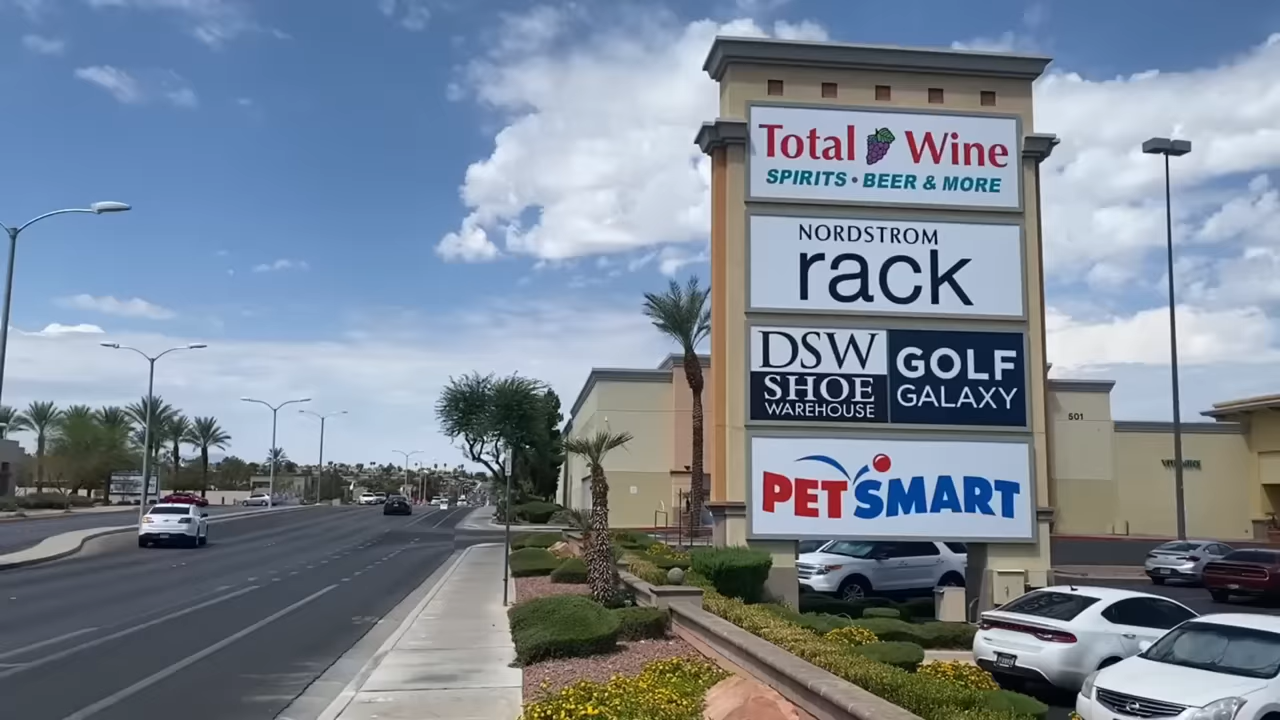 Total Wine
SPIRITS • BEER & MORE
NORDSTROM
rack
DSW
SHOE
WAREHOUSE
GOLF
GALAXY
PETSMART
501